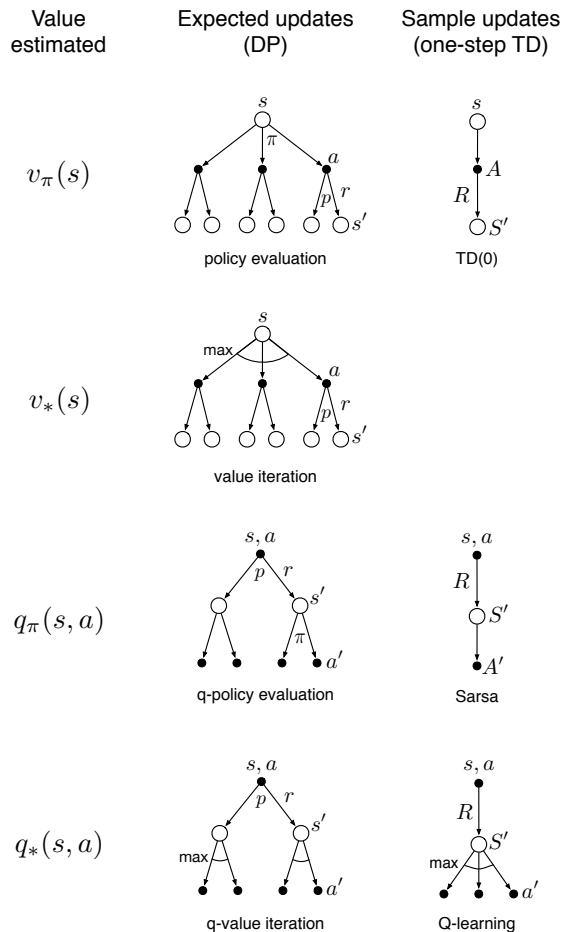 Value estimated
Expected updates (DP)
Sample updates (one-step TD)
v_π(s)
s
π
a
p
r
s′
policy evaluation
s
A
R
S′
TD(0)
v_*(s)
s
max
a
p
r
s′
value iteration
q_π(s, a)
s, a
p
r
s′
π
a′
q-policy evaluation
s, a
R
S′
A′
Sarsa
q_*(s, a)
s, a
p
r
s′
max
a′
q-value iteration
s, a
R
S′
max
a′
Q-learning